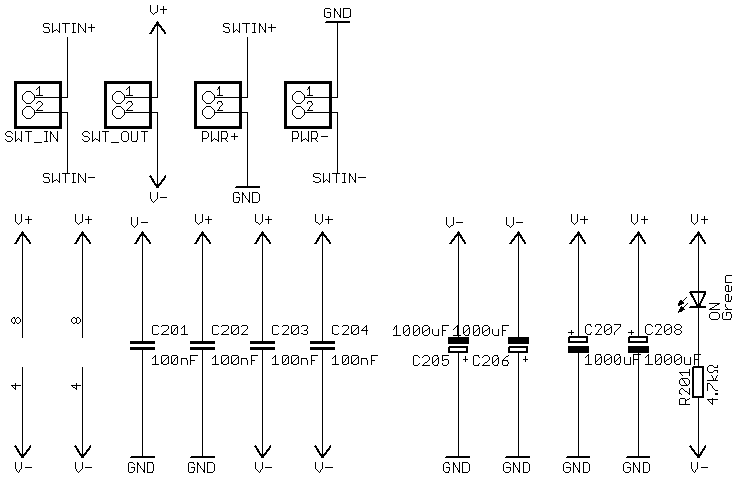 V+
GND
SWTIN+
SWTIN+
1
1
1
1
2
2
2
2
SWT_IN
SWT_OUT
PWR+
PWR-
SWTIN-
SWTIN-
V-
GND
V+
V+
V-
V+
V+
V+
V-
V-
V+
V+
V+
8
8
ON
Green
C201
C202
C203
C204
1000uF
1000uF
C207
C208
100nF
100nF
100nF
100nF
C205
+
C206
+
+
1000uF
+
1000uF
4
4
R201
4.7kΩ
V-
V-
GND
GND
V-
V-
GND
GND
GND
GND
V-